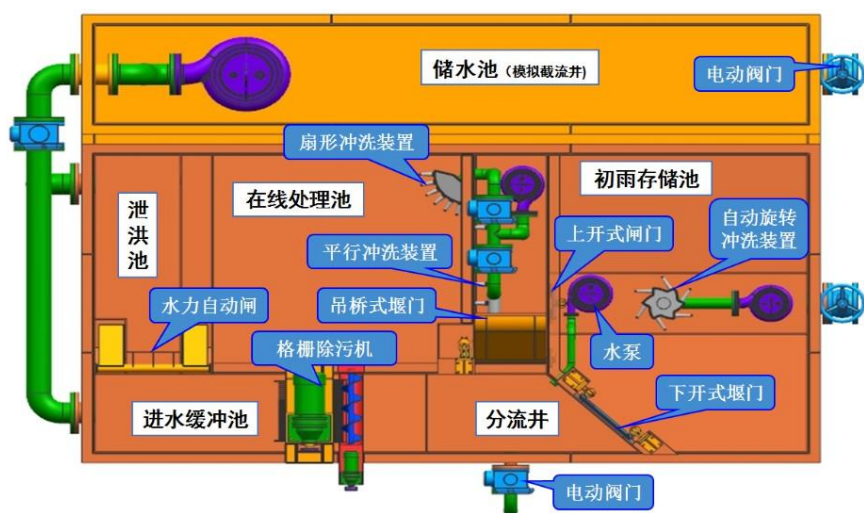 储水池（模拟截流井)
电动阀门
扇形冲洗装置
初雨存储池
在线处理池
泄
洪
池
自动旋转
冲洗装置
上开式闸门
平行冲洗装置
吊桥式堰门
水力自动闸
水泵
格栅除污机
下开式堰门
进水缓冲池
分流井
电动阀门